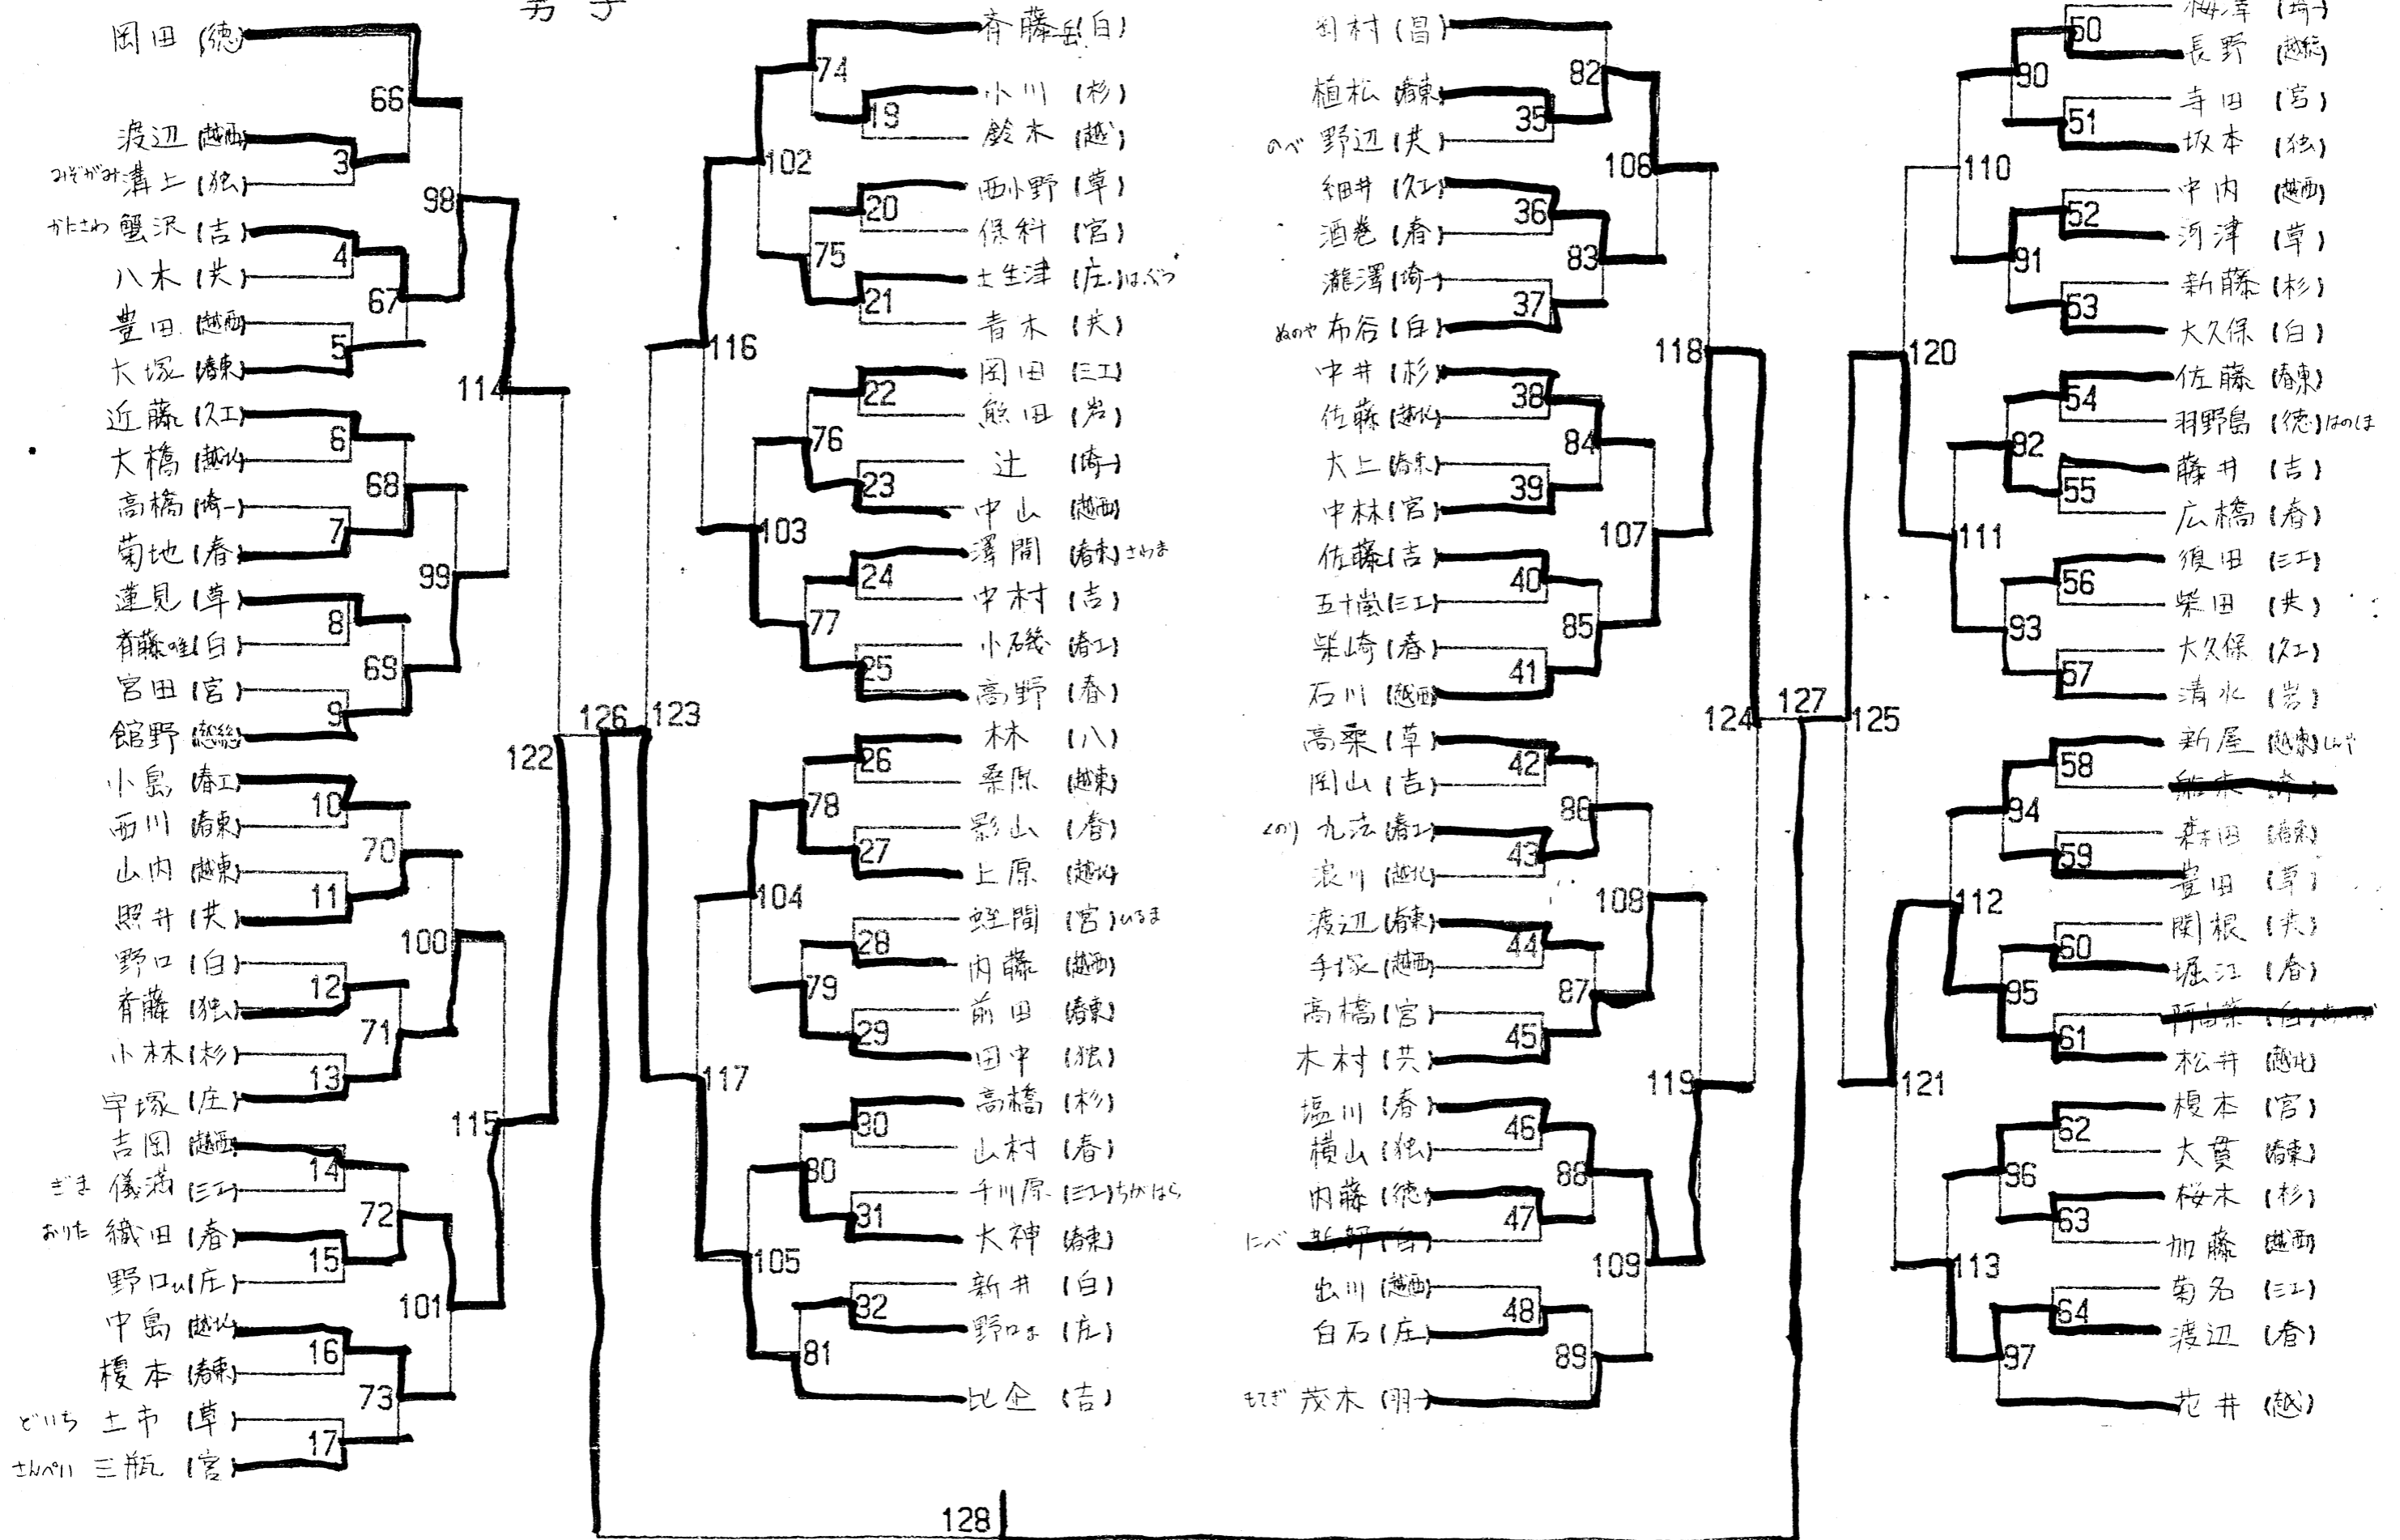 男子
岡田 (徳)
66
渡辺 (越西)
3
みぞがみ 溝上 (独)
98
かにさわ 蟹沢 (吉)
4
八木 (共)
67
豊田 (越西)
5
大塚 (春東)
114
近藤 (久工)
6
大橋 (越北)
68
高橋 (埼一)
7
菊地 (春)
99
蓮見 (草)
8
斉藤唯 (白)
69
宮田 (宮)
9
館野 (越総)
122
小島 (春工)
10
西川 (春東)
70
山内 (越東)
11
照井 (共)
100
野口 (白)
12
斉藤 (独)
71
小林 (杉)
13
宇塚 (庄)
115
吉岡 (越西)
14
ぎま 儀満 (三工)
72
おりた 織田 (春)
15
野口ひ (庄)
101
中島 (越北)
16
榎本 (春東)
73
どいち 土市 (草)
17
さんぺい 三瓶 (宮)
斉藤岳 (白)
74
小川 (杉)
19
鈴木 (越)
102
西小野 (草)
20
保科 (宮)
75
土生津 (庄) はぶつ
21
青木 (共)
116
岡田 (三工)
22
熊田 (岩)
76
辻 (埼一)
23
中山 (越西)
103
澤間 (春東) さわま
24
中村 (吉)
77
小磯 (春工)
25
高野 (春)
126 123
林 (八)
26
桑原 (越東)
78
影山 (春)
27
上原 (越北)
104
蛭間 (宮) ひるま
28
内藤 (越西)
79
前田 (春東)
29
田中 (独)
117
高橋 (杉)
30
山村 (春)
80
千川原 (三工) ちがはら
31
大神 (春東)
105
新井 (白)
32
野口ま (庄)
81
比企 (吉)
128
岡村 (昌)
82
植松 (春東)
35
のべ 野辺 (共)
106
細井 (久工)
36
酒巻 (春)
83
瀧澤 (埼一)
37
ぬのや 布谷 (白)
118
中井 (杉)
38
佐藤 (越北)
84
大上 (春東)
39
中林 (宮)
107
佐藤 (吉)
40
五十嵐 (三工)
85
柴崎 (春)
41
石川 (越西)
124 127 125
高桑 (草)
42
岡山 (吉)
86
くのり 九法 (春工)
43
浪川 (越北)
108
渡辺 (春東)
44
手塚 (越西)
87
高橋 (宮)
45
木村 (共)
119
塩川 (春)
46
横山 (独)
88
内藤 (徳)
47
にべ
109
出川 (越西)
48
白石 (庄)
89
もてぎ 茂木 (羽一)
梅澤 (埼一)
50
長野 (越総)
90
寺田 (宮)
51
坂本 (独)
110
中内 (越西)
52
河津 (草)
91
新藤 (杉)
53
大久保 (白)
120
佐藤 (春東)
54
羽野島 (徳) はのしま
92
藤井 (吉)
55
広橋 (春)
111
須田 (三工)
56
柴田 (共)
93
大久保 (久工)
57
清水 (岩)
新屋 (越東) しんや
58
94
森田 (春東)
59
豊田 (草)
112
関根 (共)
60
堀江 (春)
95
61
松井 (越北)
121
榎本 (宮)
62
大貫 (春東)
96
桜木 (杉)
63
加藤 (越西)
113
菊名 (三工)
64
渡辺 (春)
97
花井 (越)